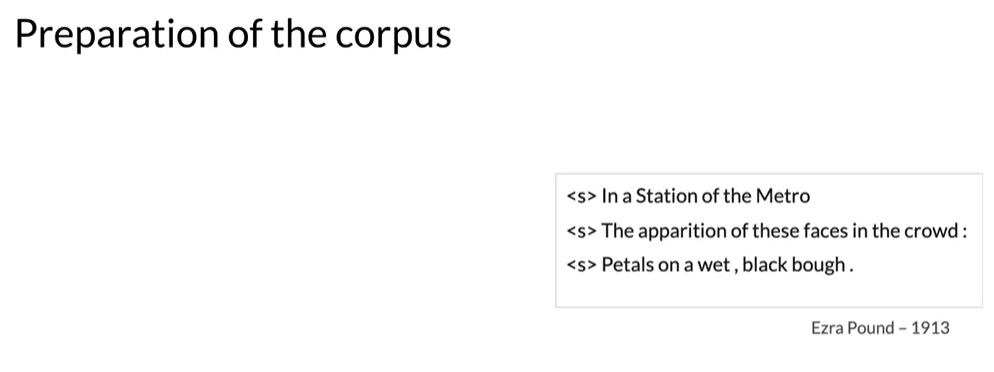 Preparation of the corpus
<s> In a Station of the Metro
<s> The apparition of these faces in the crowd :
<s> Petals on a wet , black bough .
Ezra Pound – 1913